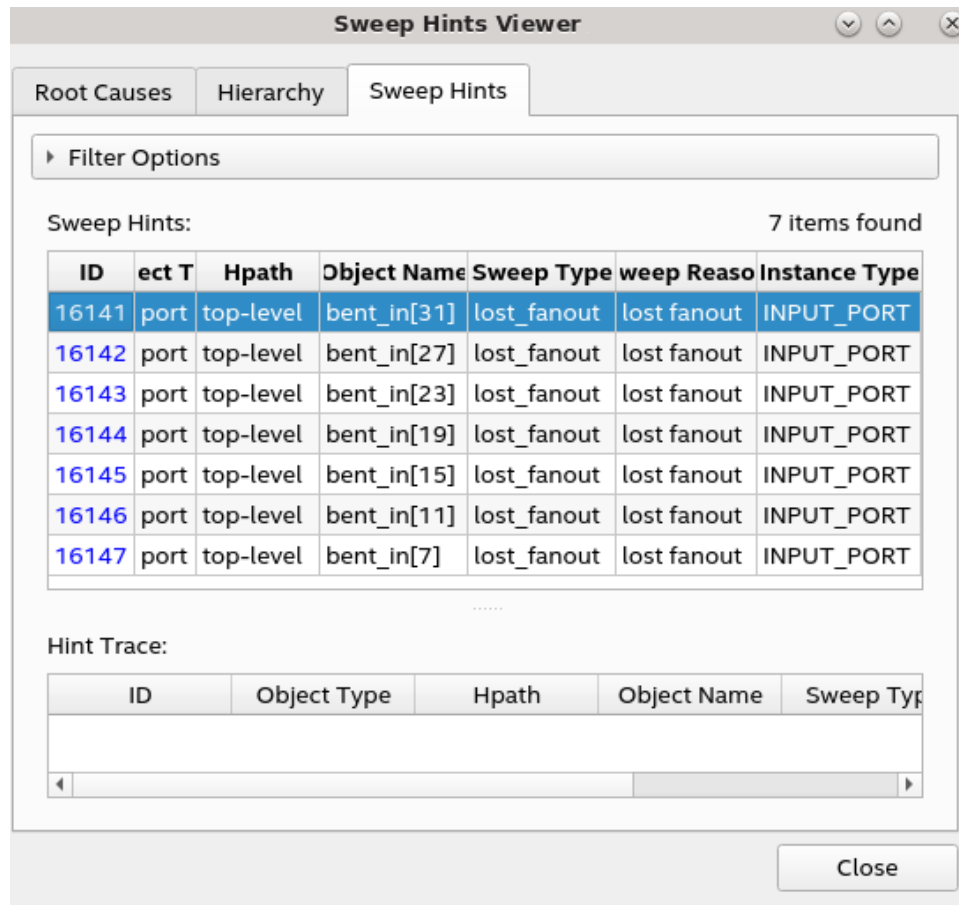 Sweep Hints Viewer
Root Causes Hierarchy Sweep Hints
Filter Options
Sweep Hints: 7 items found
ID ect T Hpath Object Name Sweep Type weep Reaso Instance Type
16141 port top-level bent_in[31] lost_fanout lost fanout INPUT_PORT
16142 port top-level bent_in[27] lost_fanout lost fanout INPUT_PORT
16143 port top-level bent_in[23] lost_fanout lost fanout INPUT_PORT
16144 port top-level bent_in[19] lost_fanout lost fanout INPUT_PORT
16145 port top-level bent_in[15] lost_fanout lost fanout INPUT_PORT
16146 port top-level bent_in[11] lost_fanout lost fanout INPUT_PORT
16147 port top-level bent_in[7] lost_fanout lost fanout INPUT_PORT
Hint Trace:
ID Object Type Hpath Object Name Sweep Typ
Close